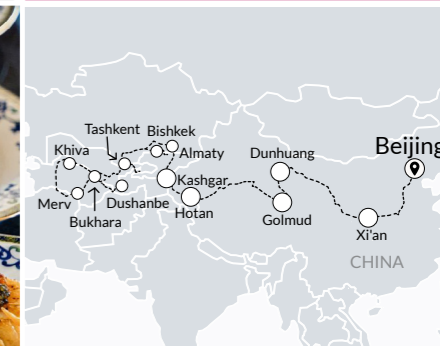 Tashkent
Bishkek
Beijing
Khiva
Almaty
Dunhuang
Kashgar
Merv
Dushanbe
Hotan
Bukhara
Golmud
Xi'an
CHINA